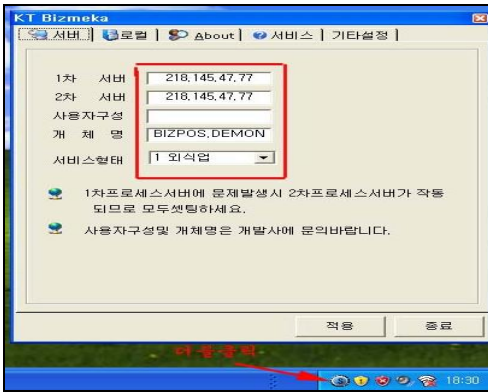 KT Bizmeka
서버 로컬 About 서비스 기타설정
1차 서버 218,145,47,77
2차 서버 218,145,47,77
사용자구성
개 체 명 BIZPOS,DEMON
서비스형태 1 외식업
1차프로세스서버에 문제발생시 2차프로세스서버가 작동
되므로 모두셋팅하세요.
사용자구성및 개체명은 개발사에 문의바랍니다.
적용 종료
더블클릭
18:30